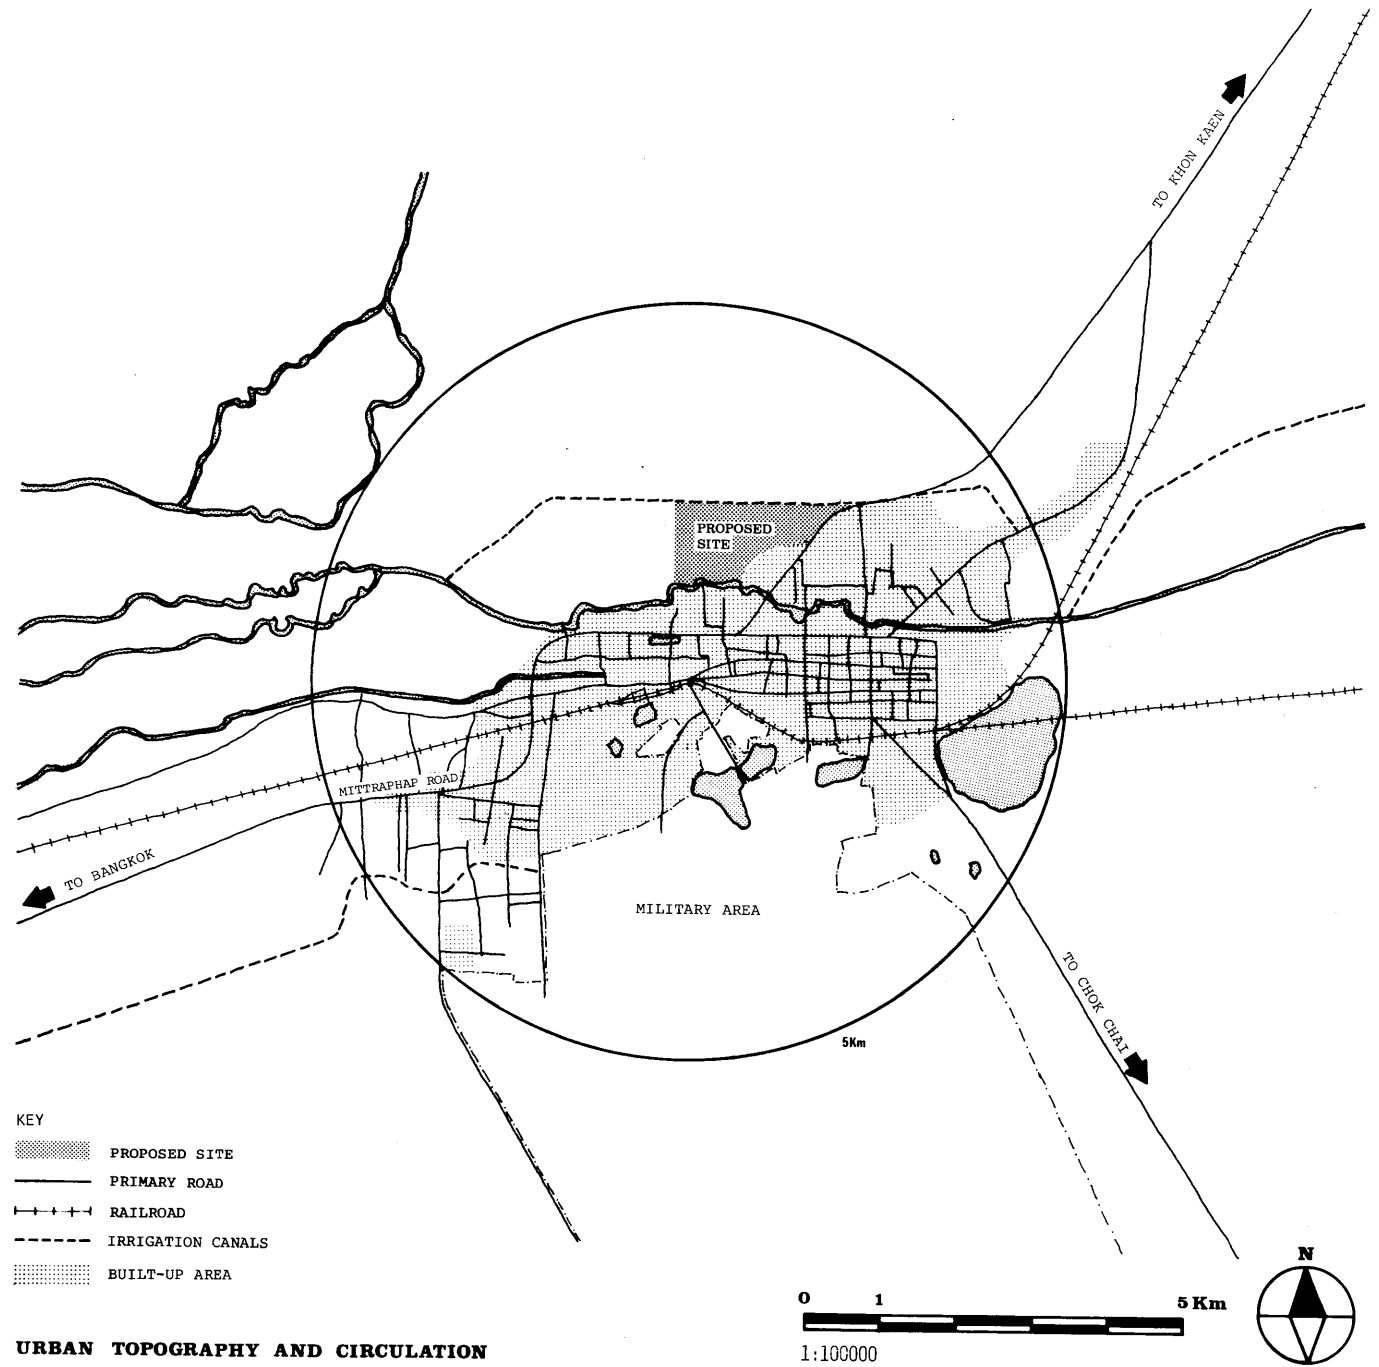 TO KHON KAEN
PROPOSED
SITE
MITTRAPHAP ROAD
TO BANGKOK
MILITARY AREA
TO CHOK CHAI
5Km
KEY
PROPOSED SITE
PRIMARY ROAD
RAILROAD
IRRIGATION CANALS
BUILT-UP AREA
N
0 1 5 Km
1:100000
URBAN TOPOGRAPHY AND CIRCULATION